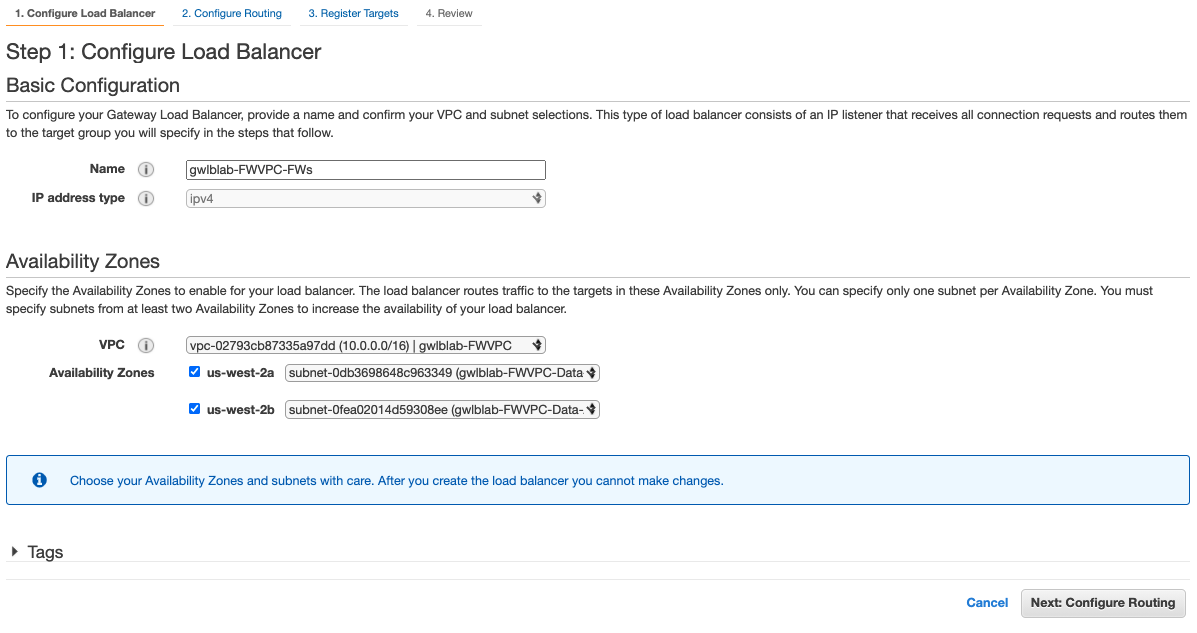 1. Configure Load Balancer 2. Configure Routing 3. Register Targets 4. Review
Step 1: Configure Load Balancer
Basic Configuration
To configure your Gateway Load Balancer, provide a name and confirm your VPC and subnet selections. This type of load balancer consists of an IP listener that receives all connection requests and routes them
to the target group you will specify in the steps that follow.
Name i gwlblab-FWVPC-FWs
IP address type i ipv4
Availability Zones
Specify the Availability Zones to enable for your load balancer. The load balancer routes traffic to the targets in these Availability Zones only. You can specify only one subnet per Availability Zone. You must
specify subnets from at least two Availability Zones to increase the availability of your load balancer.
VPC i vpc-02793cb87335a97dd (10.0.0.0/16) | gwlblab-FWVPC
Availability Zones us-west-2a subnet-0db3698648c963349 (gwlblab-FWVPC-Data
us-west-2b subnet-0fea02014d59308ee (gwlblab-FWVPC-Data-
i Choose your Availability Zones and subnets with care. After you create the load balancer you cannot make changes.
Tags
Cancel Next: Configure Routing